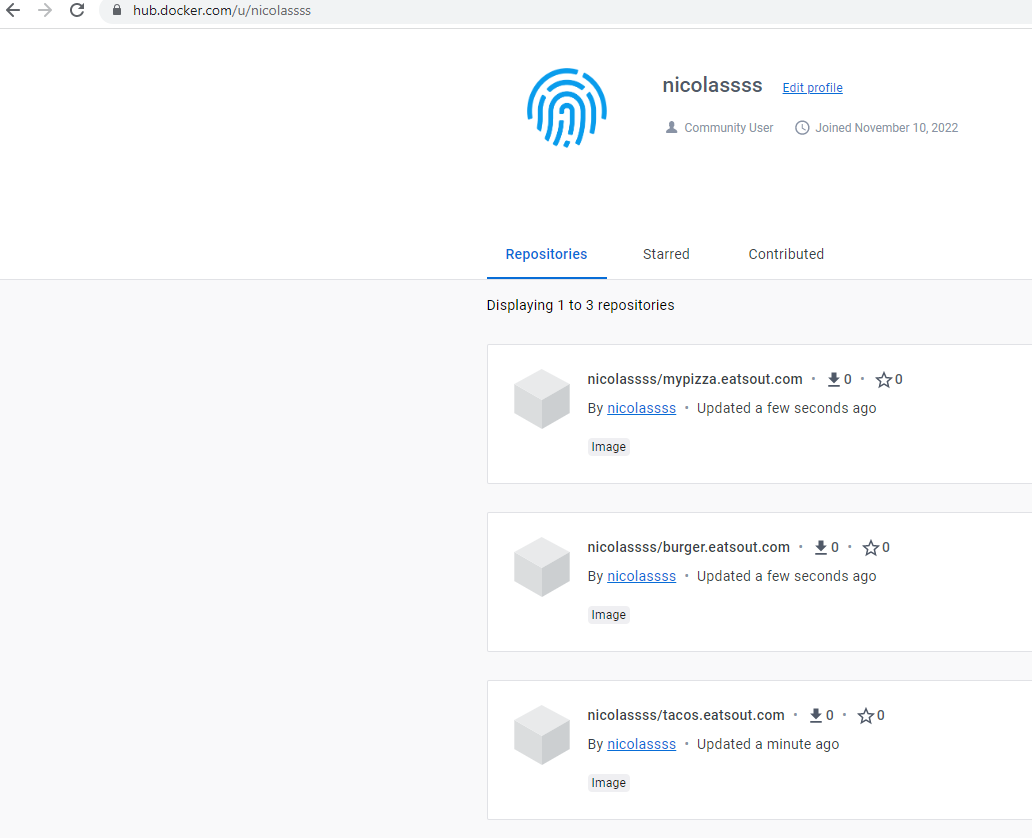 hub.docker.com/u/nicolassss
nicolassss Edit profile
Community User Joined November 10, 2022
Repositories Starred Contributed
Displaying 1 to 3 repositories
nicolassss/mypizza.eatsout.com • 0 • 0
By nicolassss • Updated a few seconds ago
Image
nicolassss/burger.eatsout.com • 0 • 0
By nicolassss • Updated a few seconds ago
Image
nicolassss/tacos.eatsout.com • 0 • 0
By nicolassss • Updated a minute ago
Image